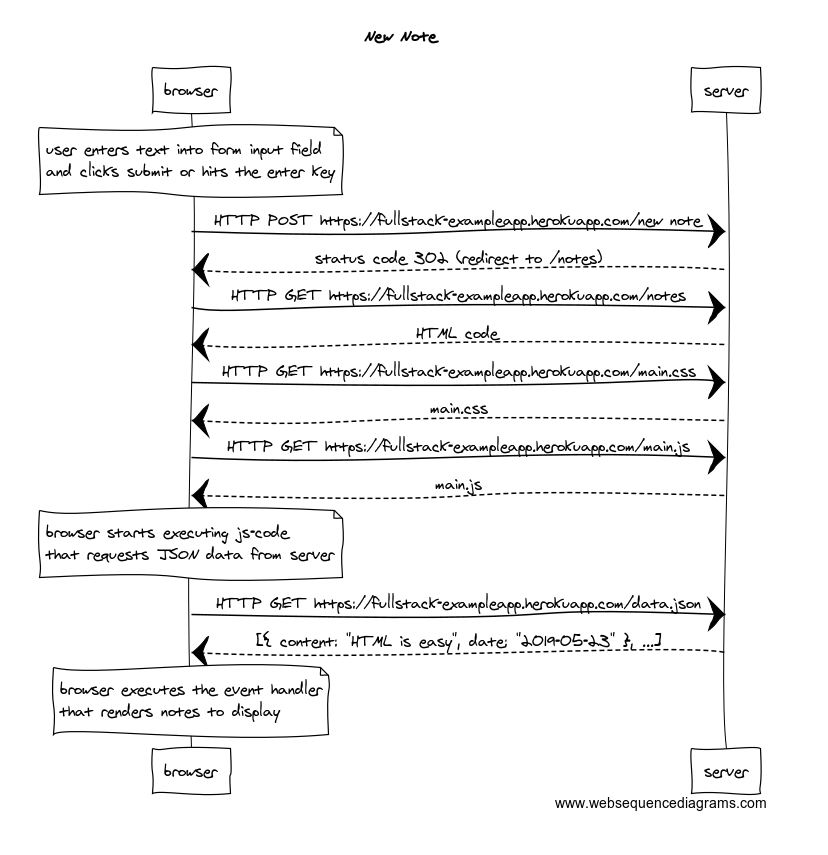 New Note
browser
server
user enters text into form input field
and clicks submit or hits the enter key
HTTP POST https://fullstack-exampleapp.herokuapp.com/new note
status code 302 (redirect to /notes)
HTTP GET https://fullstack-exampleapp.herokuapp.com/notes
HTML code
HTTP GET https://fullstack-exampleapp.herokuapp.com/main.css
main.css
HTTP GET https://fullstack-exampleapp.herokuapp.com/main.js
main.js
browser starts executing js-code
that requests JSON data from server
HTTP GET https://fullstack-exampleapp.herokuapp.com/data.json
[{ content: "HTML is easy", date: "2019-05-23" }, ...]
browser executes the event handler
that renders notes to display
browser
server
www.websequencediagrams.com